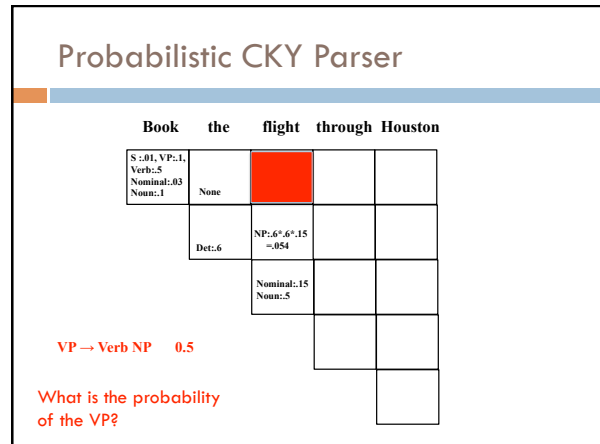 Probabilistic CKY Parser
Book the flight through Houston
S :.01, VP:.1,
Verb:.5
Nominal:.03
Noun:.1
None
Det:.6
NP:.6*.6*.15
=.054
Nominal:.15
Noun:.5
VP → Verb NP 0.5
What is the probability
of the VP?